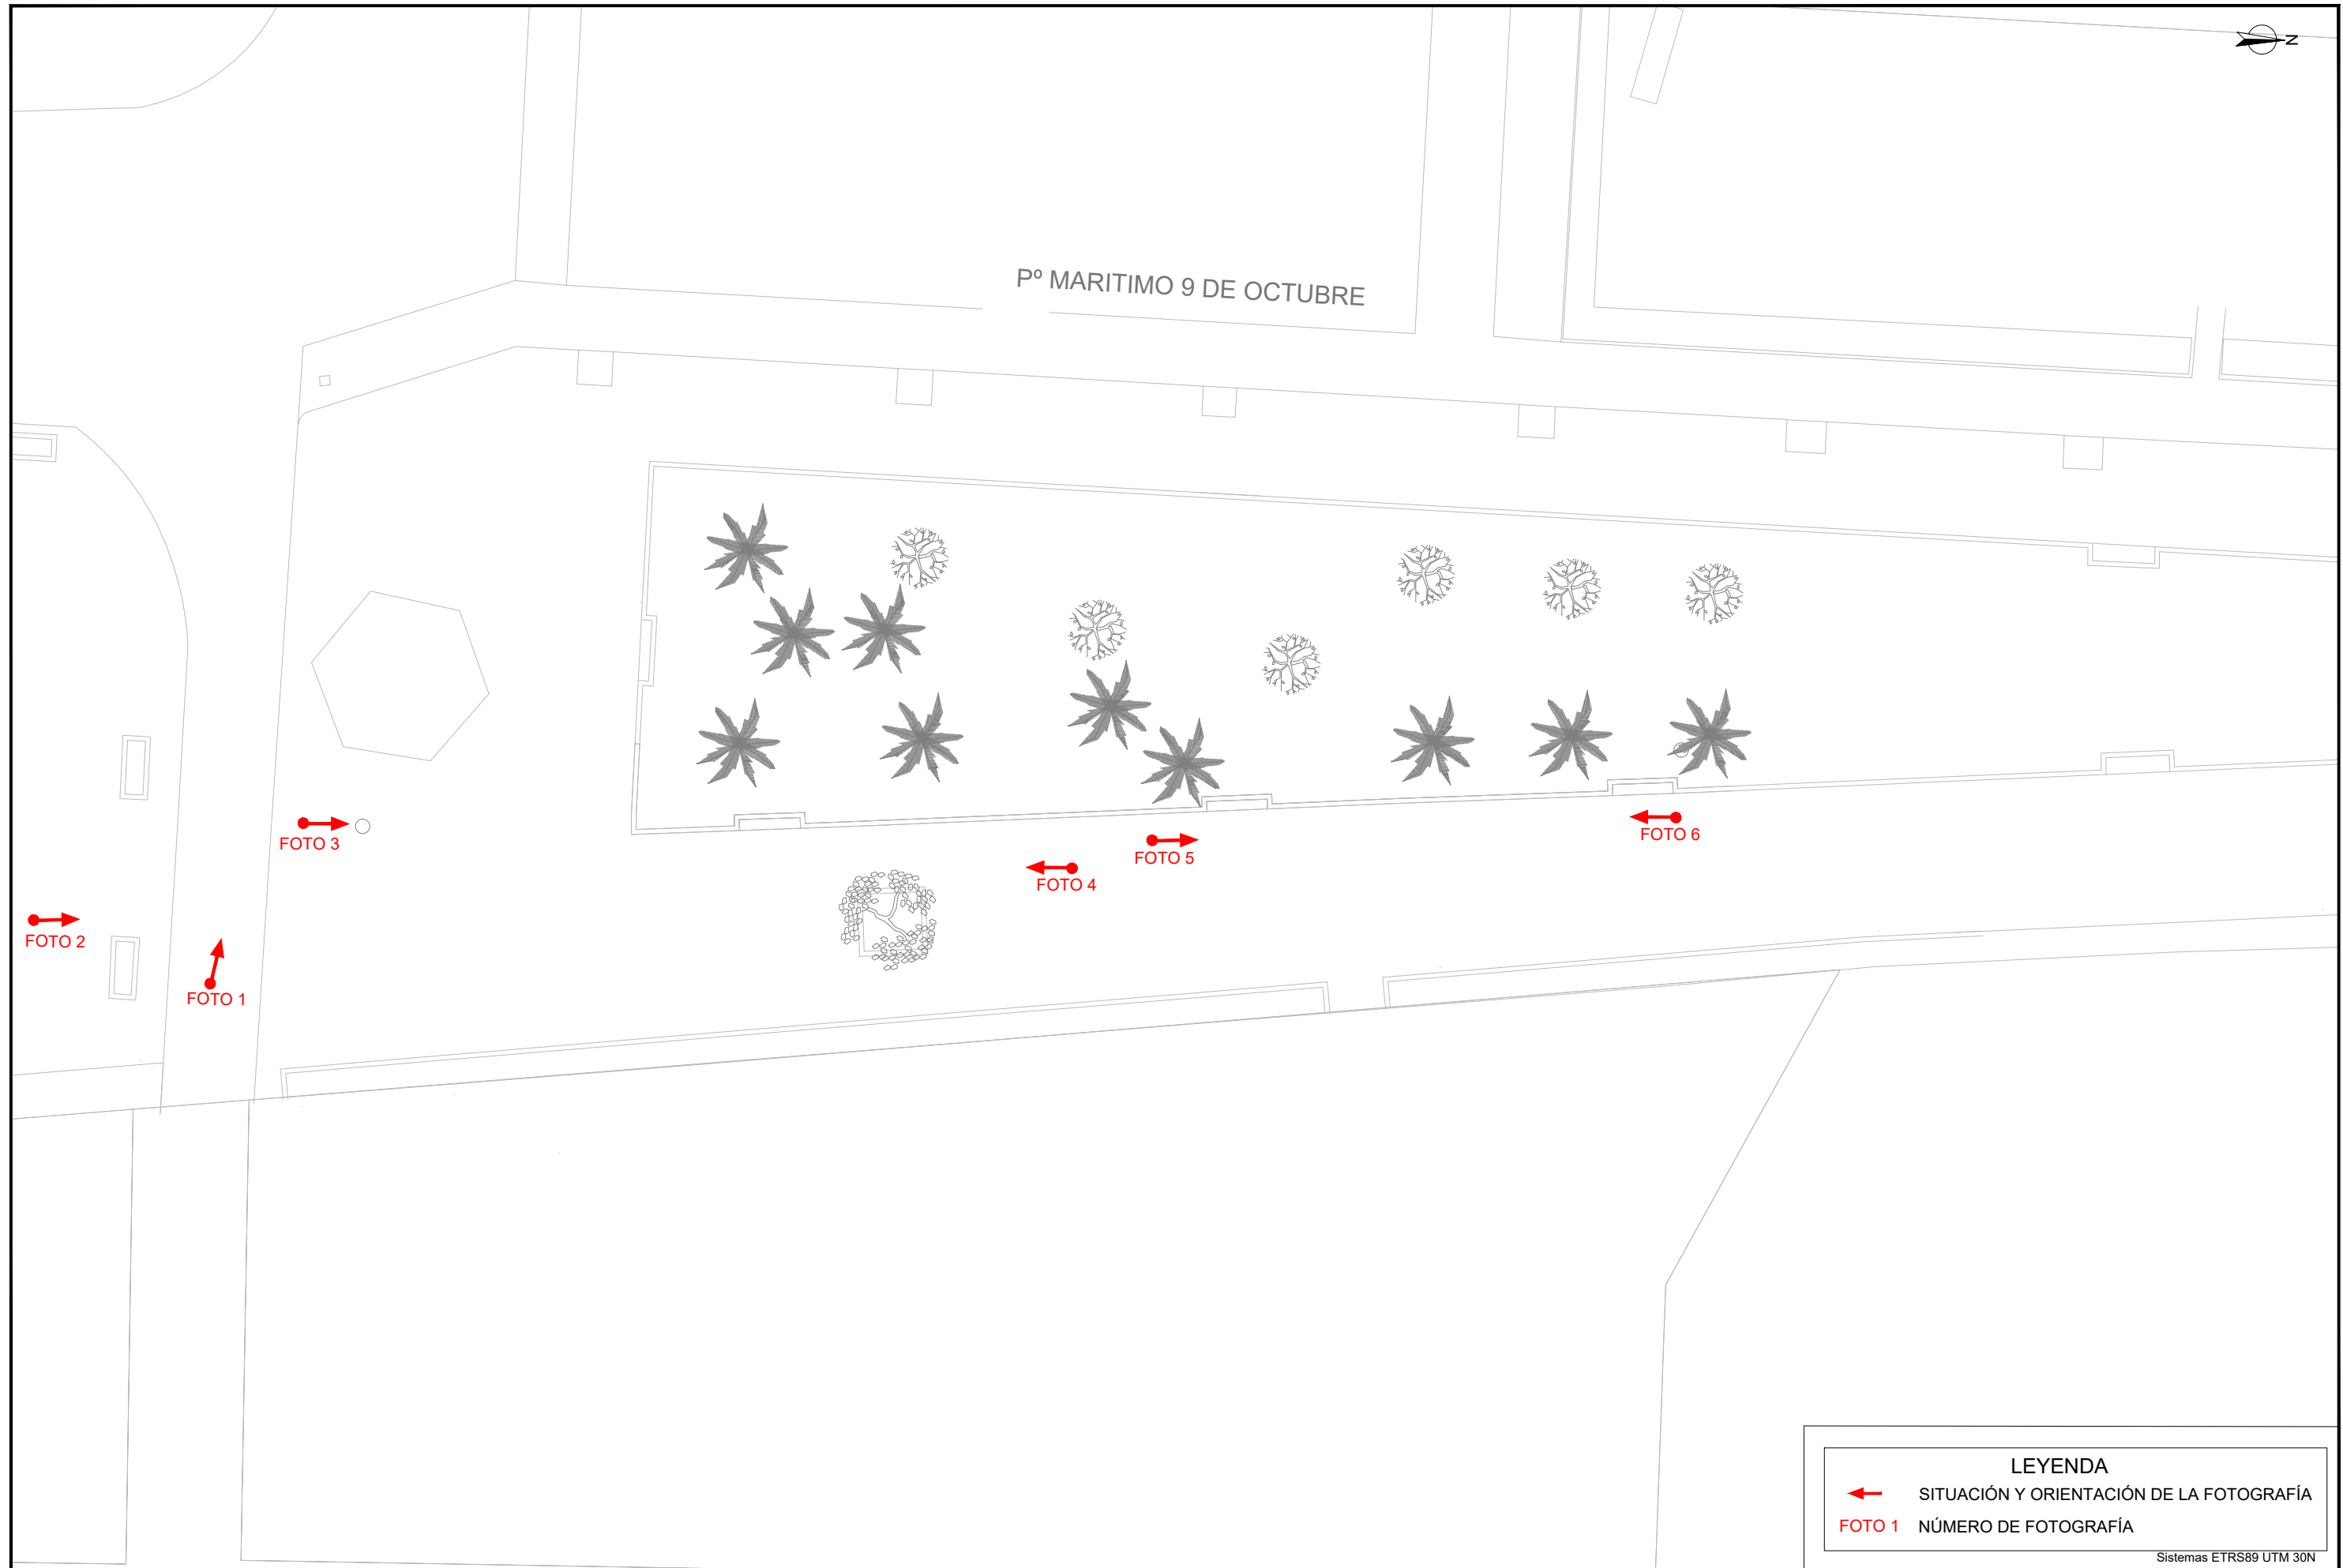 N
Pº MARITIMO 9 DE OCTUBRE
FOTO 3
FOTO 6
FOTO 5
FOTO 4
FOTO 2
FOTO 1
LEYENDA
SITUACIÓN Y ORIENTACIÓN DE LA FOTOGRAFÍA
FOTO 1 NÚMERO DE FOTOGRAFÍA
Sistemas ETRS89 UTM 30N